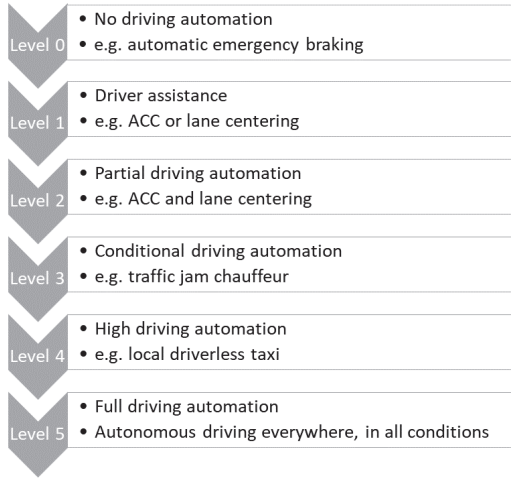 Level 0
• No driving automation
• e.g. automatic emergency braking
Level 1
• Driver assistance
• e.g. ACC or lane centering
Level 2
• Partial driving automation
• e.g. ACC and lane centering
Level 3
• Conditional driving automation
• e.g. traffic jam chauffeur
Level 4
• High driving automation
• e.g. local driverless taxi
Level 5
• Full driving automation
• Autonomous driving everywhere, in all conditions